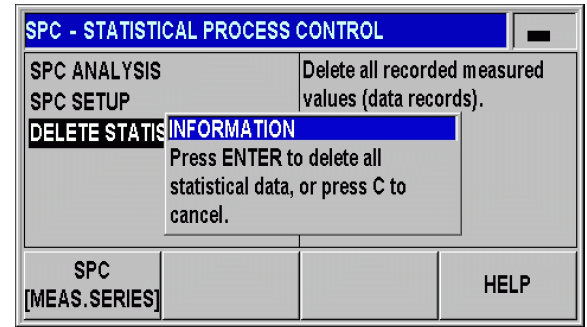 SPC - STATISTICAL PROCESS CONTROL
SPC ANALYSIS
SPC SETUP
DELETE STATIS
Delete all recorded measured
values (data records).
INFORMATION
Press ENTER to delete all
statistical data, or press C to
cancel.
SPC
[MEAS.SERIES]
HELP